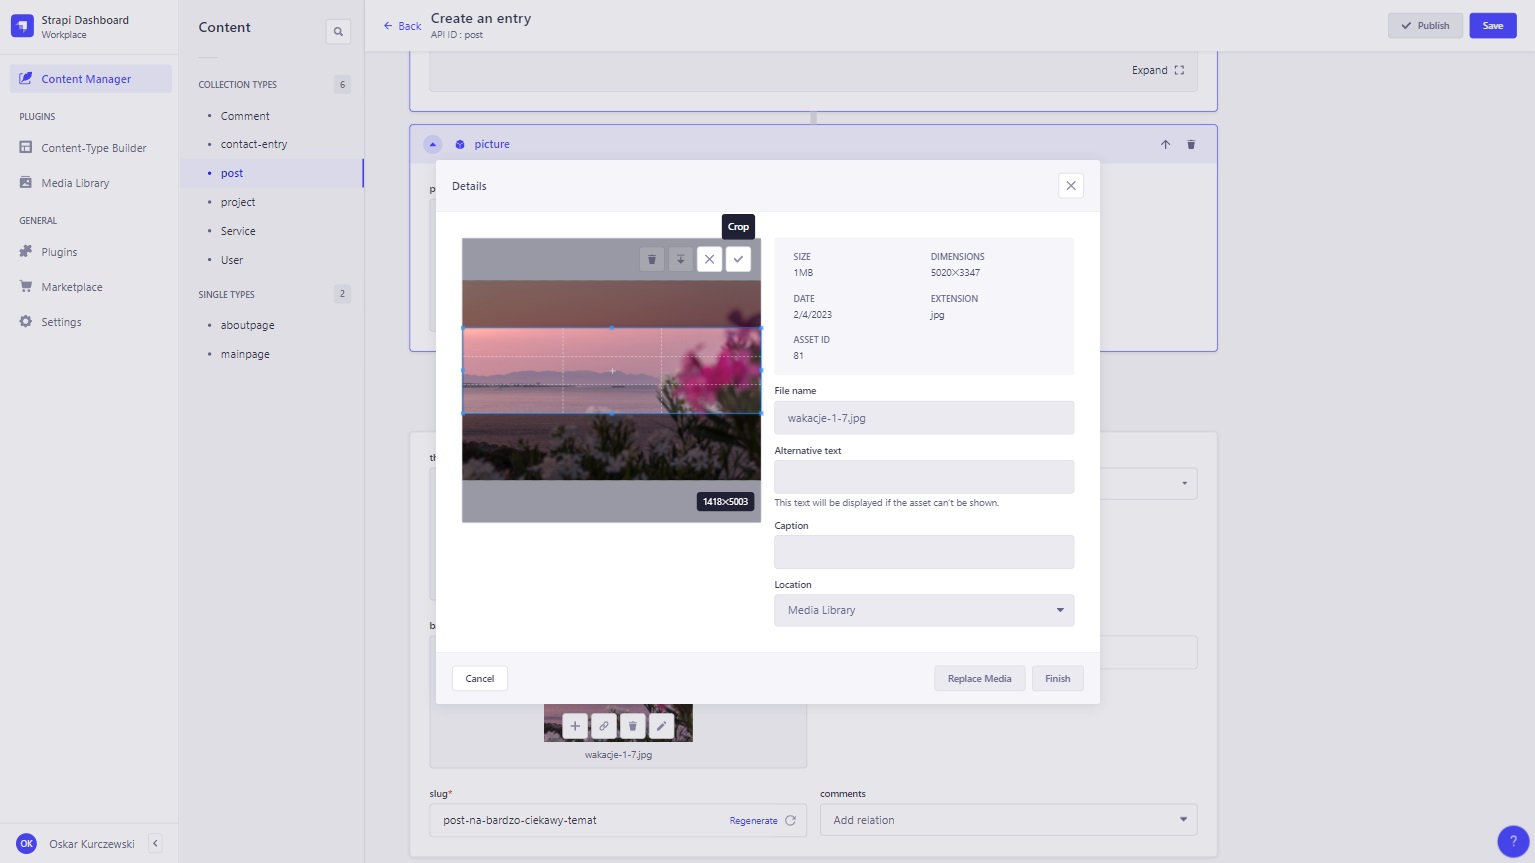 Strapi Dashboard
Workplace
Content Manager
PLUGINS
Content-Type Builder
Media Library
GENERAL
Plugins
Marketplace
Settings
OK Oskar Kurczewski
Content
COLLECTION TYPES 6
Comment
contact-entry
post
project
Service
User
SINGLE TYPES 2
aboutpage
mainpage
Back
Create an entry
API ID : post
Publish
Save
Expand
picture
p
Details
Crop
1418×5003
SIZE
1MB
DIMENSIONS
5020×3347
DATE
2/4/2023
EXTENSION
jpg
ASSET ID
81
File name
wakacje-1-7.jpg
Alternative text
This text will be displayed if the asset can't be shown.
Caption
Location
Media Library
Cancel
Replace Media
Finish
th
b
wakacje-1-7.jpg
slug*
post-na-bardzo-ciekawy-temat
Regenerate
comments
Add relation
?